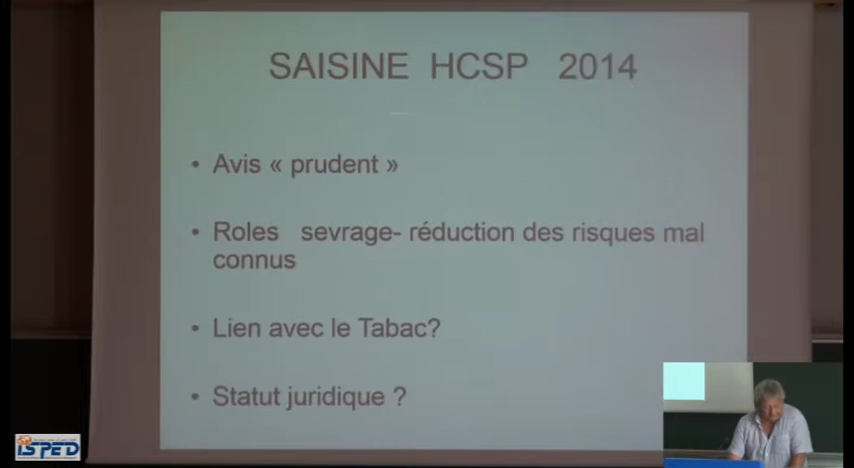 SAISINE HCSP 2014
• Avis « prudent »
• Roles sevrage- réduction des risques mal
connus
• Lien avec le Tabac?
• Statut juridique ?
ISPED